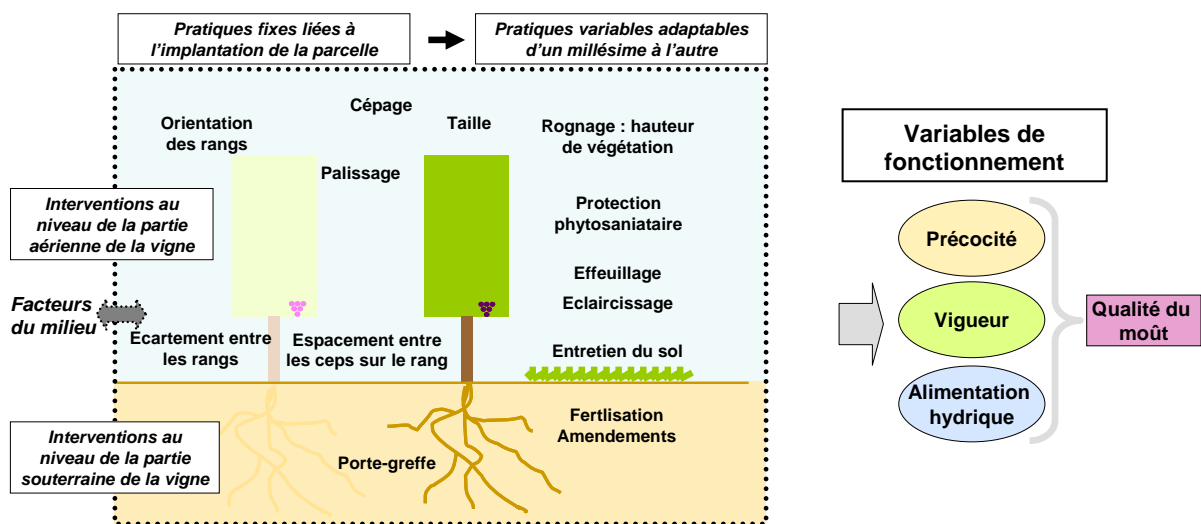 Pratiques fixes liées à
l'implantation de la parcelle
Pratiques variables adaptables
d'un millésime à l'autre
Cépage
Orientation
des rangs
Taille
Rognage : hauteur
de végétation
Palissage
Interventions au
niveau de la partie
aérienne de la vigne
Protection
phytosaniataire
Effeuillage
Eclaircissage
Facteurs
du milieu
Ecartement entre
les rangs
Espacement entre
les ceps sur le rang
Entretien du sol
Interventions au
niveau de la partie
souterraine de la vigne
Fertlisation
Amendements
Porte-greffe
Variables de
fonctionnement
Précocité
Vigueur
Alimentation
hydrique
Qualité du
moût